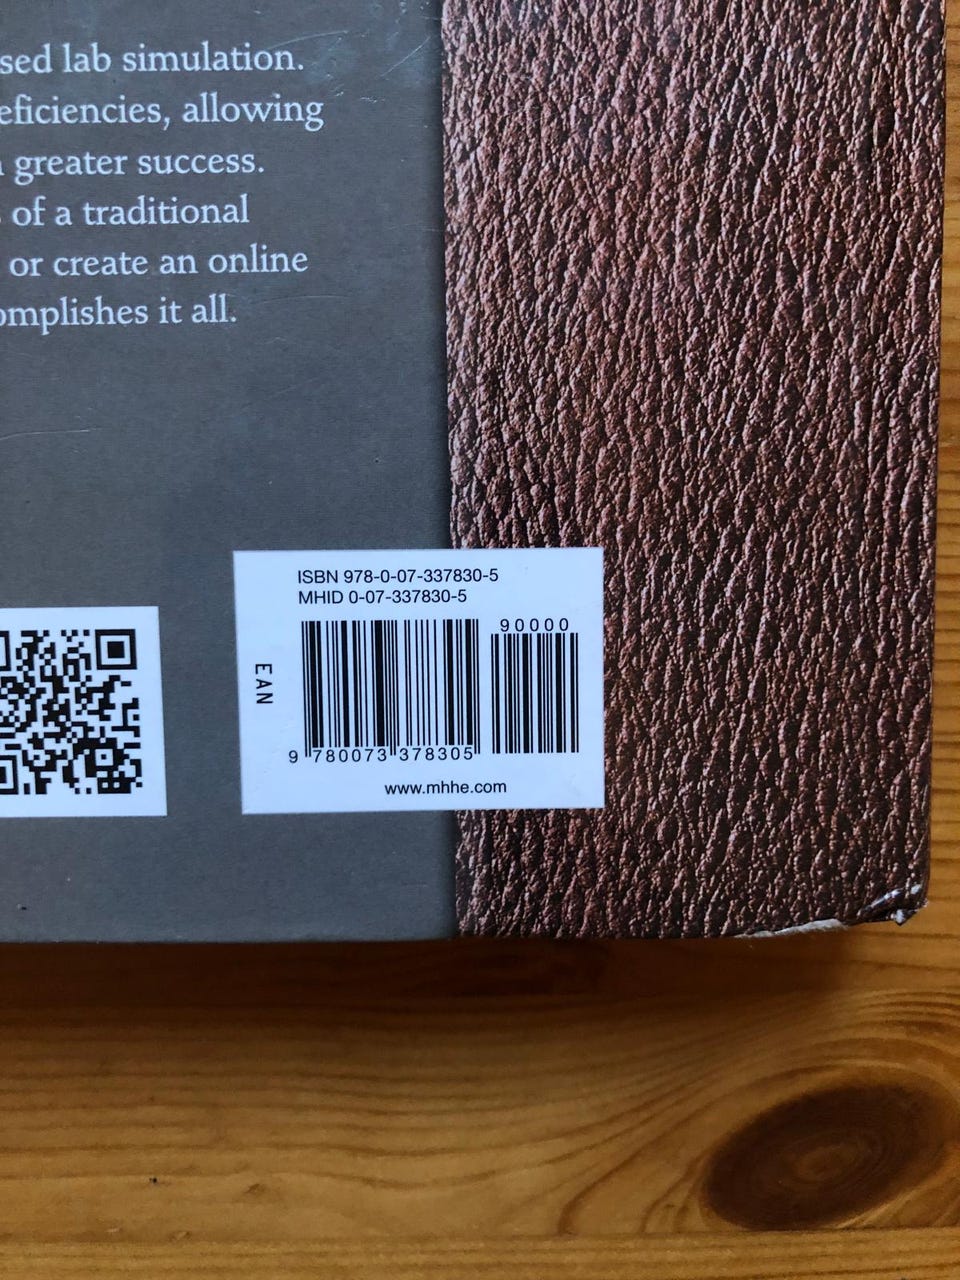 sed lab simulation.
eficiencies, allowing
greater success.
of a traditional
or create an online
omplishes it all.
ISBN 978-0-07-337830-5
MHID 0-07-337830-5
90000
EAN
9 780073 378305
www.mhhe.com